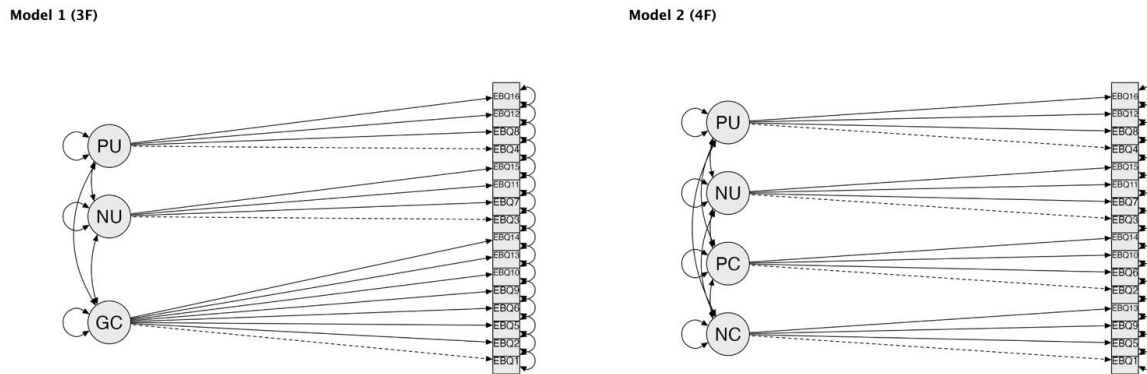 Model 1 (3F)
PU
NU
GC
EBQ16
EBQ12
EBQ8
EBQ4
EBQ15
EBQ11
EBQ7
EBQ3
EBQ14
EBQ13
EBQ10
EBQ9
EBQ6
EBQ5
EBQ2
EBQ1
Model 2 (4F)
PU
NU
PC
NC
EBQ16
EBQ12
EBQ8
EBQ4
EBQ15
EBQ11
EBQ7
EBQ3
EBQ14
EBQ10
EBQ6
EBQ2
EBQ13
EBQ9
EBQ5
EBQ1